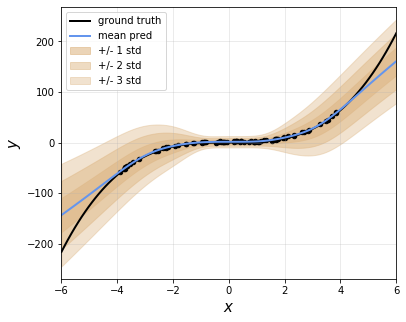 ground truth
mean pred
+/- 1 std
+/- 2 std
+/- 3 std
200
100
0
−100
−200
y
−6 −4 −2 0 2 4 6
x